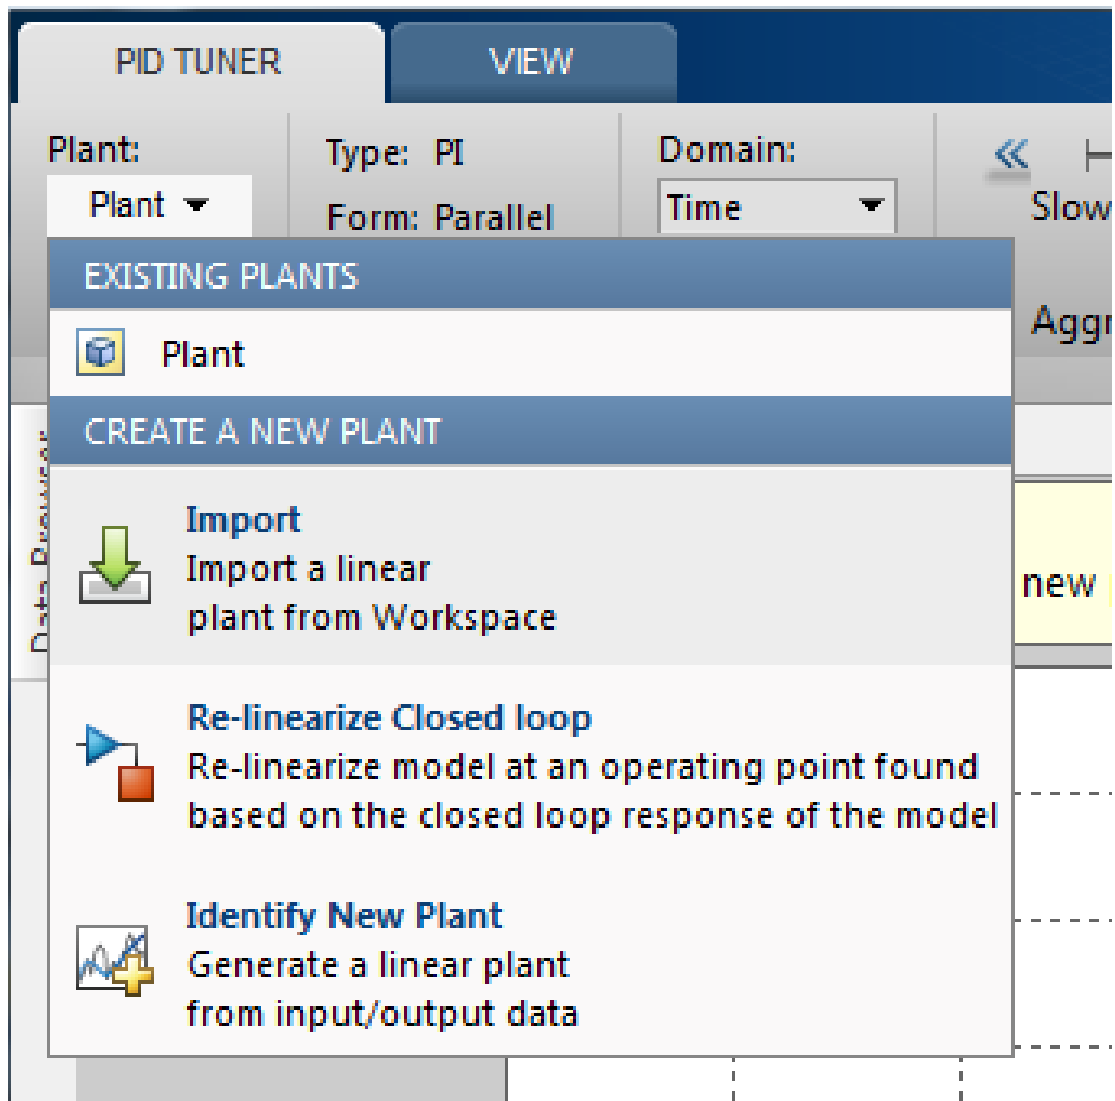 PID TUNER VIEW
Plant: Type: PI Domain:
Plant Form: Parallel Time Slow
EXISTING PLANTS
Plant
CREATE A NEW PLANT
Import
Import a linear
plant from Workspace
new
Re-linearize Closed loop
Re-linearize model at an operating point found
based on the closed loop response of the model
Identify New Plant
Generate a linear plant
from input/output data